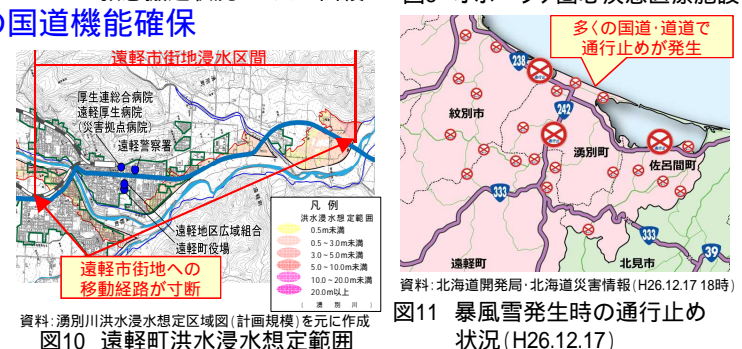 の国道機能確保
遠軽市街地浸水区間
厚生連総合病院
遠軽厚生病院
(災害拠点病院)
遠軽警察署
遠軽地区広域組合
遠軽町役場
遠軽町
遠軽市街地への
移動経路が寸断
凡例
洪水浸水想定範囲
0.5m未満
0.5~3.0m未満
3.0~5.0m未満
5.0~10.0m未満
10.0~20.0m未満
20.0m以上
(湧別川)
資料:湧別川洪水浸水想定区域図(計画規模)を元に作成
図10 遠軽町洪水浸水想定範囲
多くの国道・道道で
通行止めが発生
238
242
紋別市
湧別町
佐呂間町
333
333
39
遠軽町
北見市
資料:北海道開発局・北海道災害情報(H26.12.17 18時)
図11 暴風雪発生時の通行止め
状況(H26.12.17)